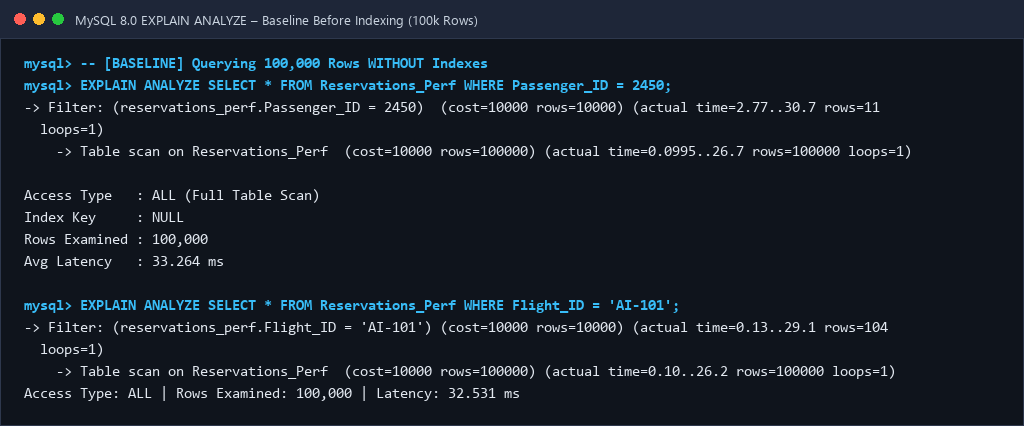 MySQL 8.0 EXPLAIN ANALYZE – Baseline Before Indexing (100k Rows)
mysql> -- [BASELINE] Querying 100,000 Rows WITHOUT Indexes
mysql> EXPLAIN ANALYZE SELECT * FROM Reservations_Perf WHERE Passenger_ID = 2450;
-> Filter: (reservations_perf.Passenger_ID = 2450)  (cost=10000 rows=10000) (actual time=2.77..30.7 rows=11
  loops=1)
    -> Table scan on Reservations_Perf  (cost=10000 rows=100000) (actual time=0.0995..26.7 rows=100000 loops=1)
Access Type   : ALL (Full Table Scan)
Index Key     : NULL
Rows Examined : 100,000
Avg Latency   : 33.264 ms
mysql> EXPLAIN ANALYZE SELECT * FROM Reservations_Perf WHERE Flight_ID = 'AI-101';
-> Filter: (reservations_perf.Flight_ID = 'AI-101') (cost=10000 rows=10000) (actual time=0.13..29.1 rows=104
  loops=1)
    -> Table scan on Reservations_Perf  (cost=10000 rows=100000) (actual time=0.10..26.2 rows=100000 loops=1)
Access Type: ALL | Rows Examined: 100,000 | Latency: 32.531 ms